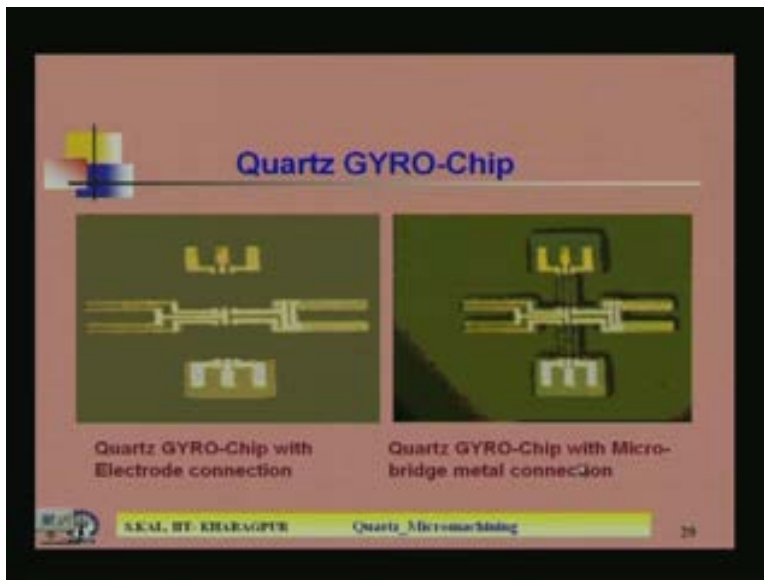 Quartz GYRO-Chip
Quartz GYRO-Chip with
Electrode connection
Quartz GYRO-Chip with Micro-
bridge metal connection
S.KAL, IIT- KHARAGPUR Quartz_Micromachining 29